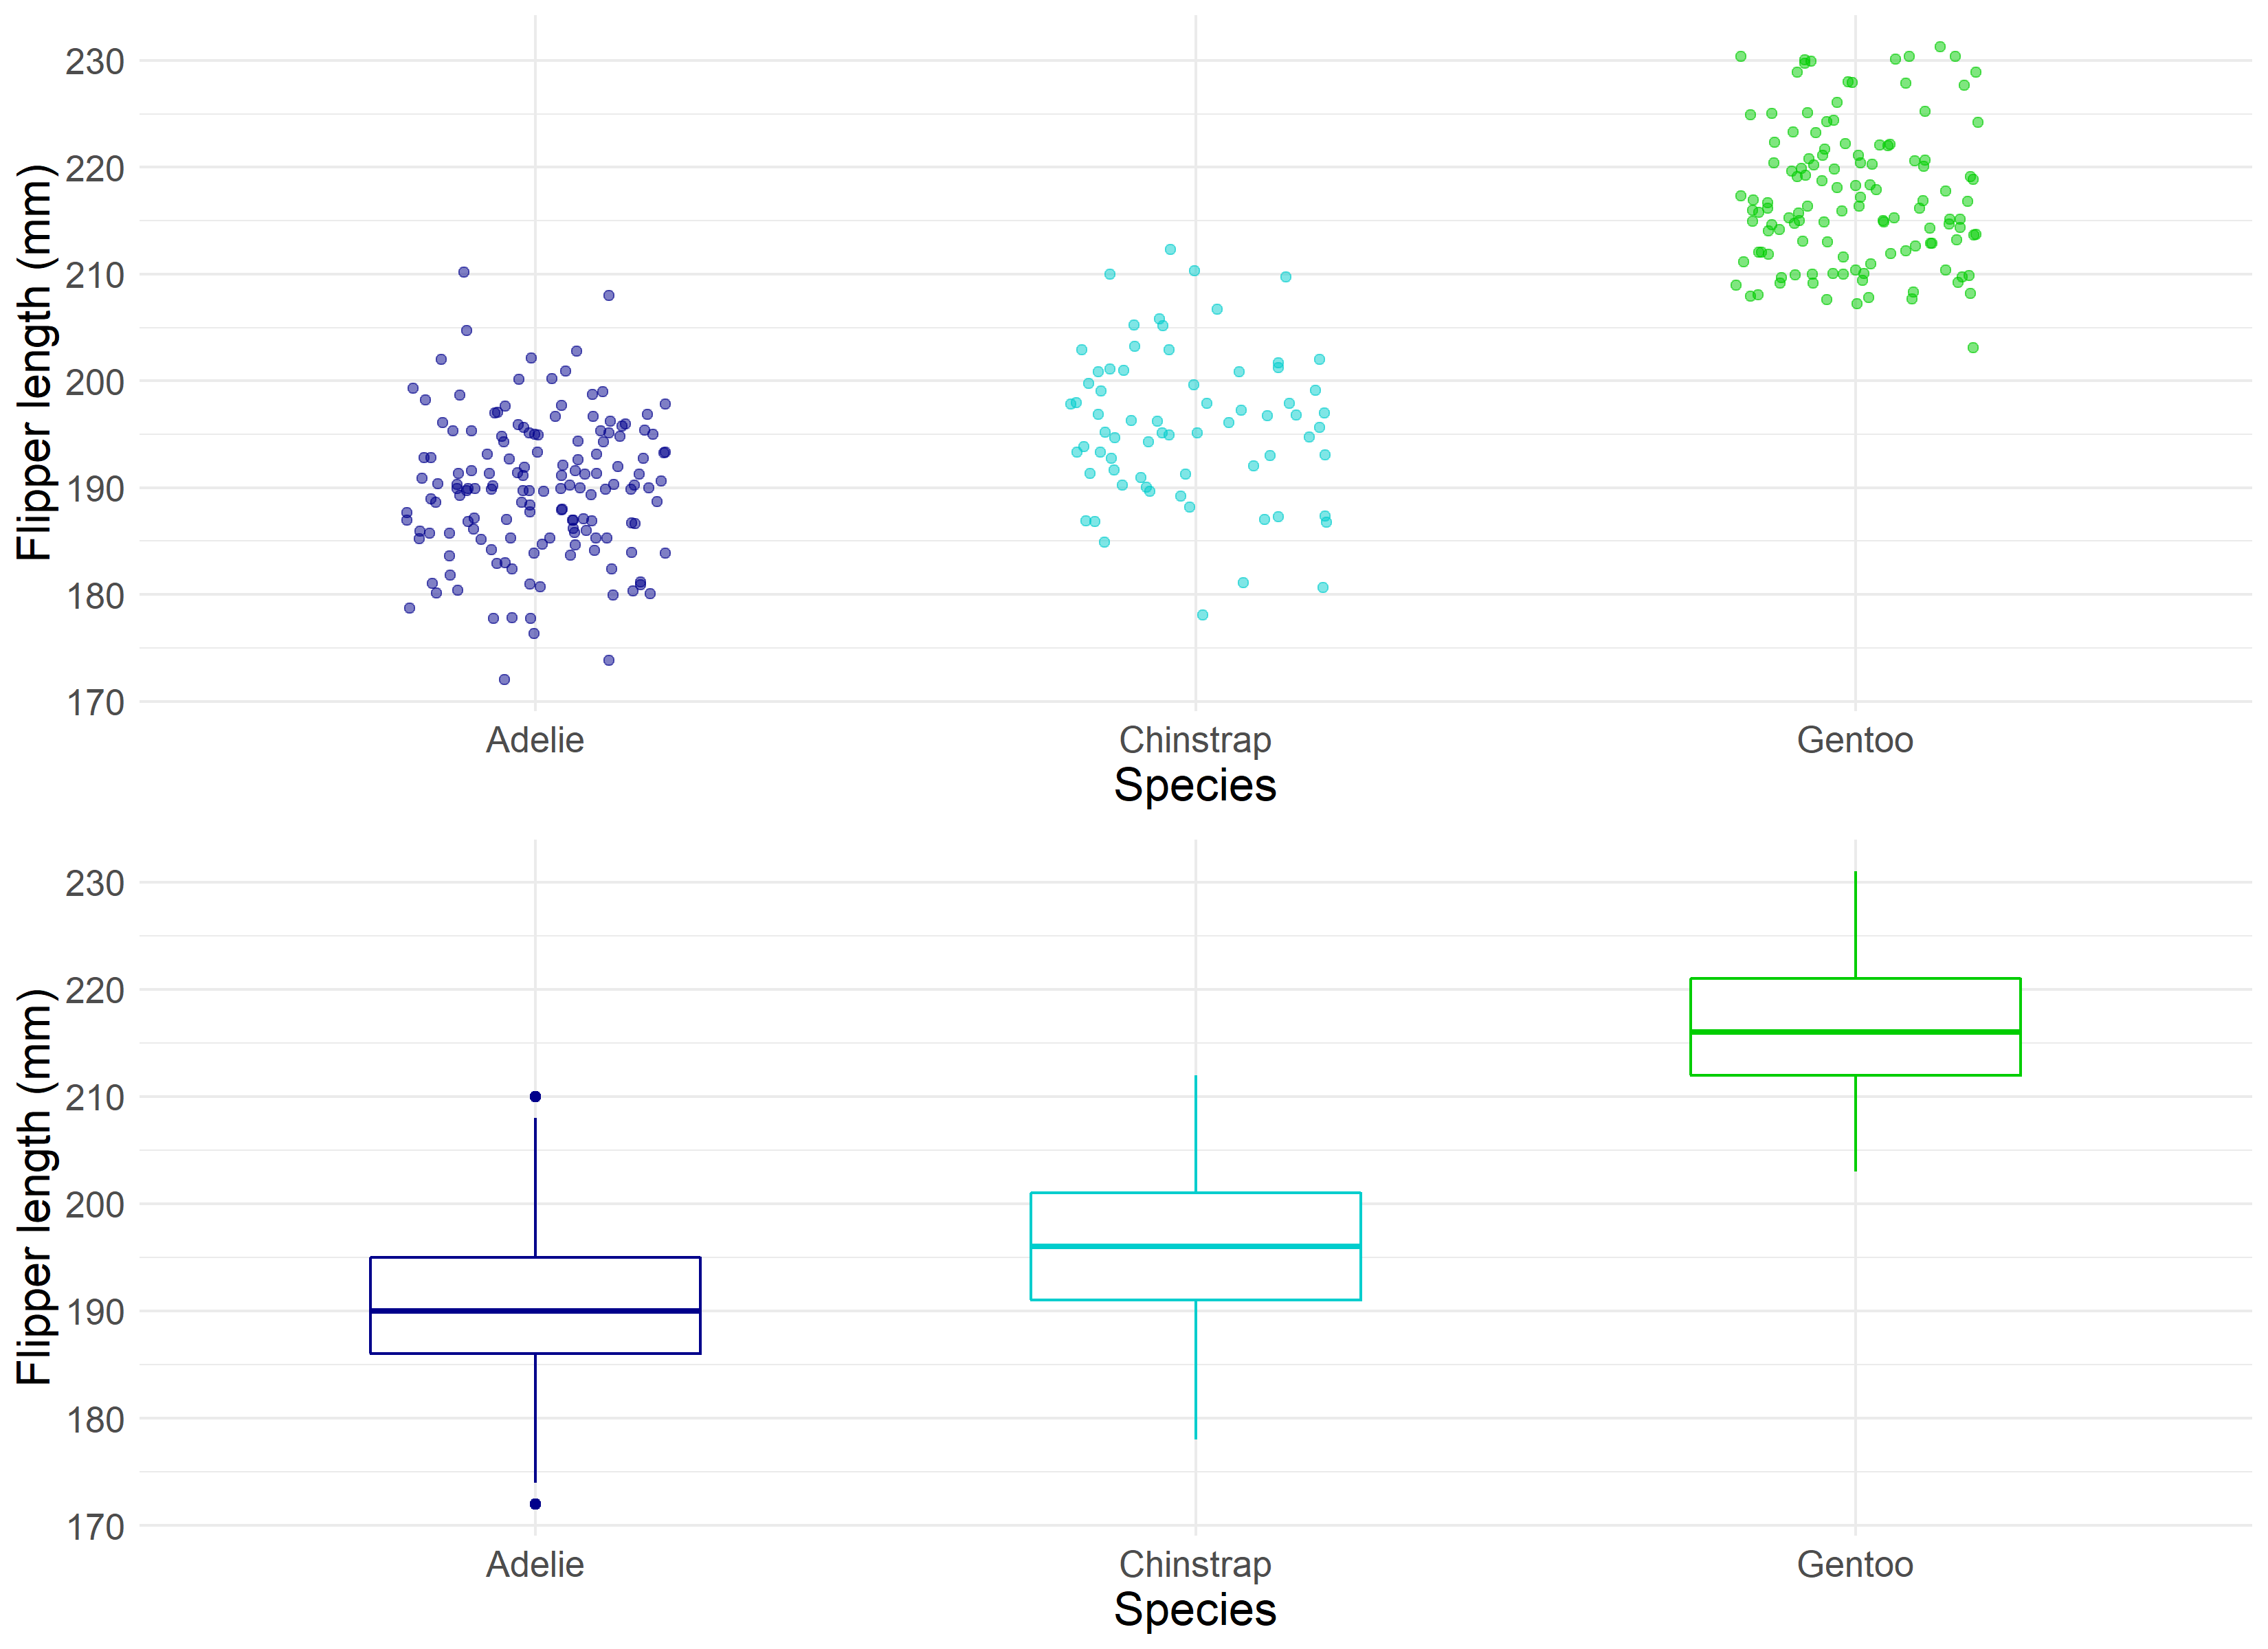 Flipper length (mm)
230
220
210
200
190
180
170
Adelie Chinstrap Gentoo
Species
Flipper length (mm)
230
220
210
200
190
180
170
Adelie Chinstrap Gentoo
Species